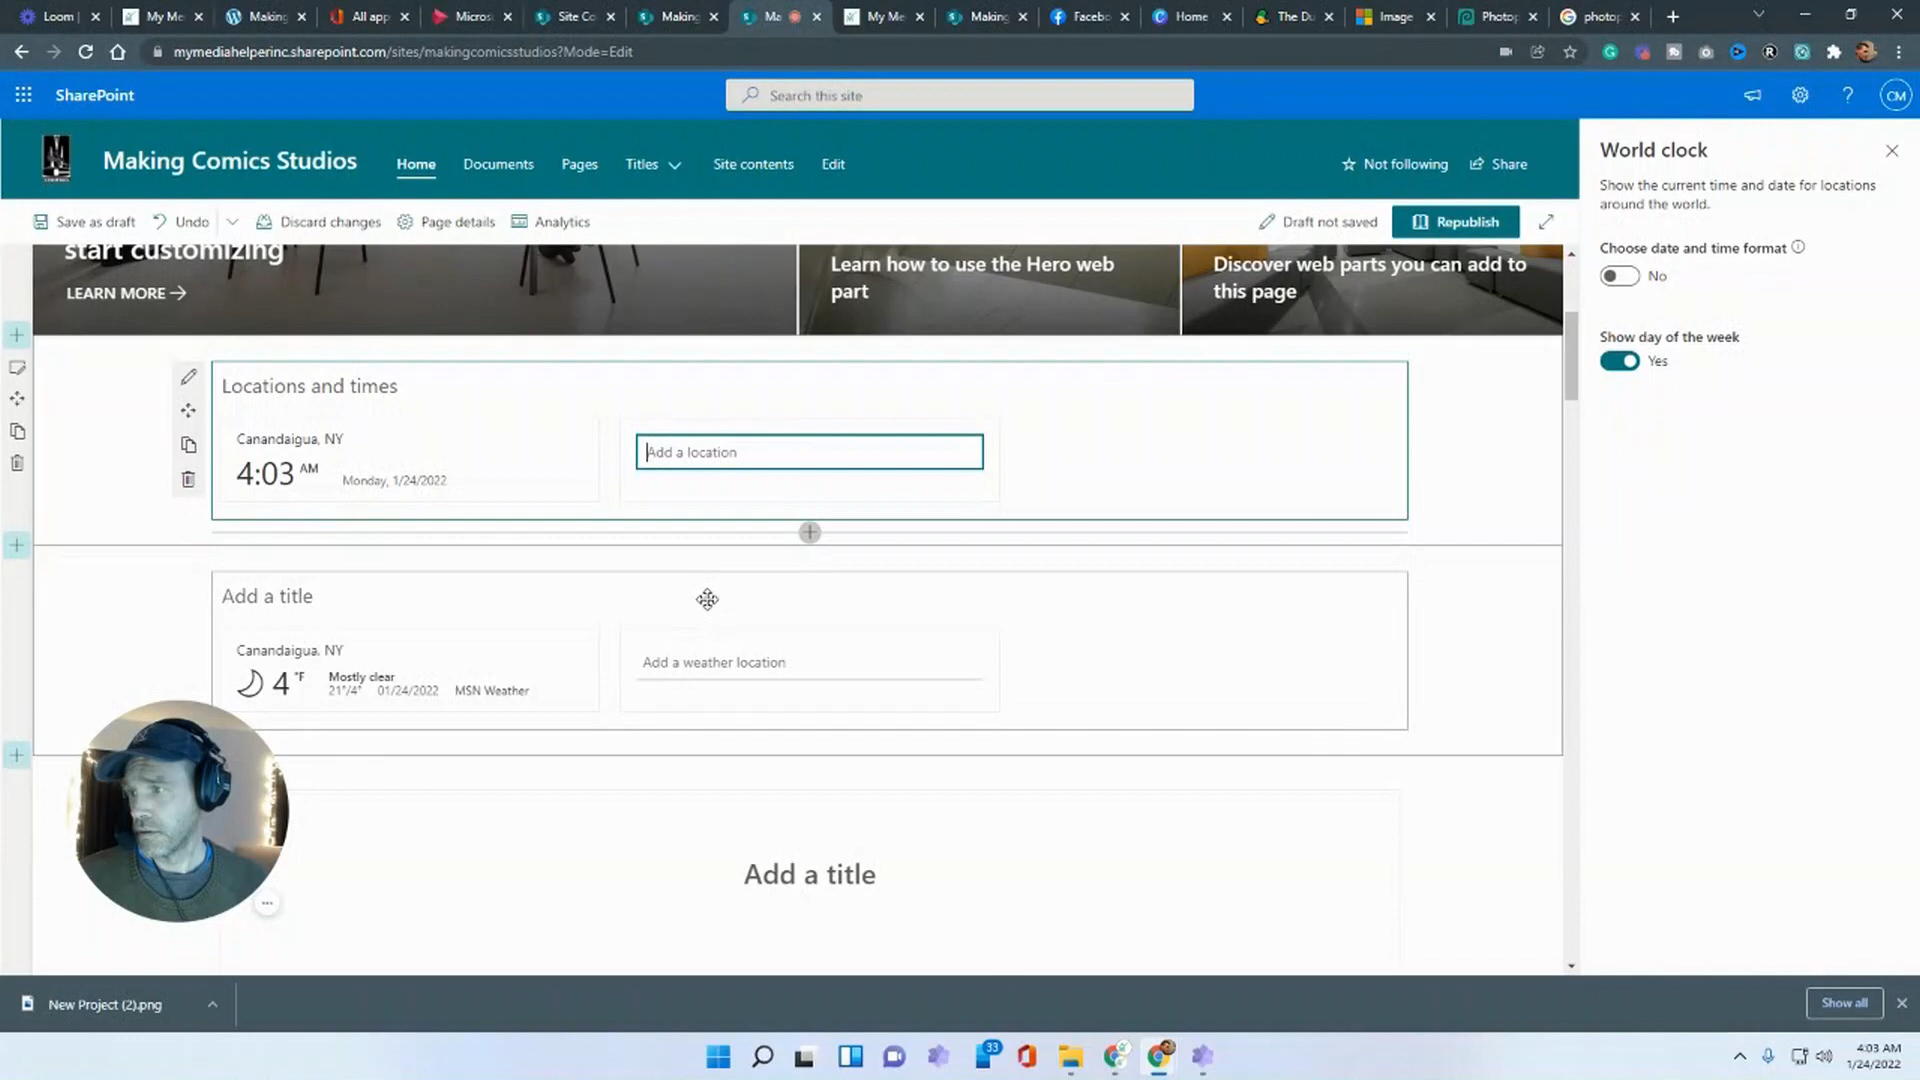 Loom |
My Me
Making
All app
Micros
Site Co
Making
Ma
My Me
Making
Facebo
Home
The Du
Image
Photop
photop
mymediahelperinc.sharepoint.com/sites/makingcomicsstudios?Mode=Edit
SharePoint
Search this site
CM
Making Comics Studios
Home
Documents
Pages
Titles
Site contents
Edit
Not following
Share
Save as draft
Undo
Discard changes
Page details
Analytics
Draft not saved
Republish
start customizing
LEARN MORE
Learn how to use the Hero web
part
Discover web parts you can add to
this page
Locations and times
Canandaigua, NY
4:03 AM
Monday, 1/24/2022
Add a location
Add a title
Canandaigua, NY
4 °F
Mostly clear
21°/4° 01/24/2022 MSN Weather
Add a weather location
Add a title
World clock
Show the current time and date for locations
around the world.
Choose date and time format
No
Show day of the week
Yes
New Project (2).png
Show all
33
4:03 AM
1/24/2022